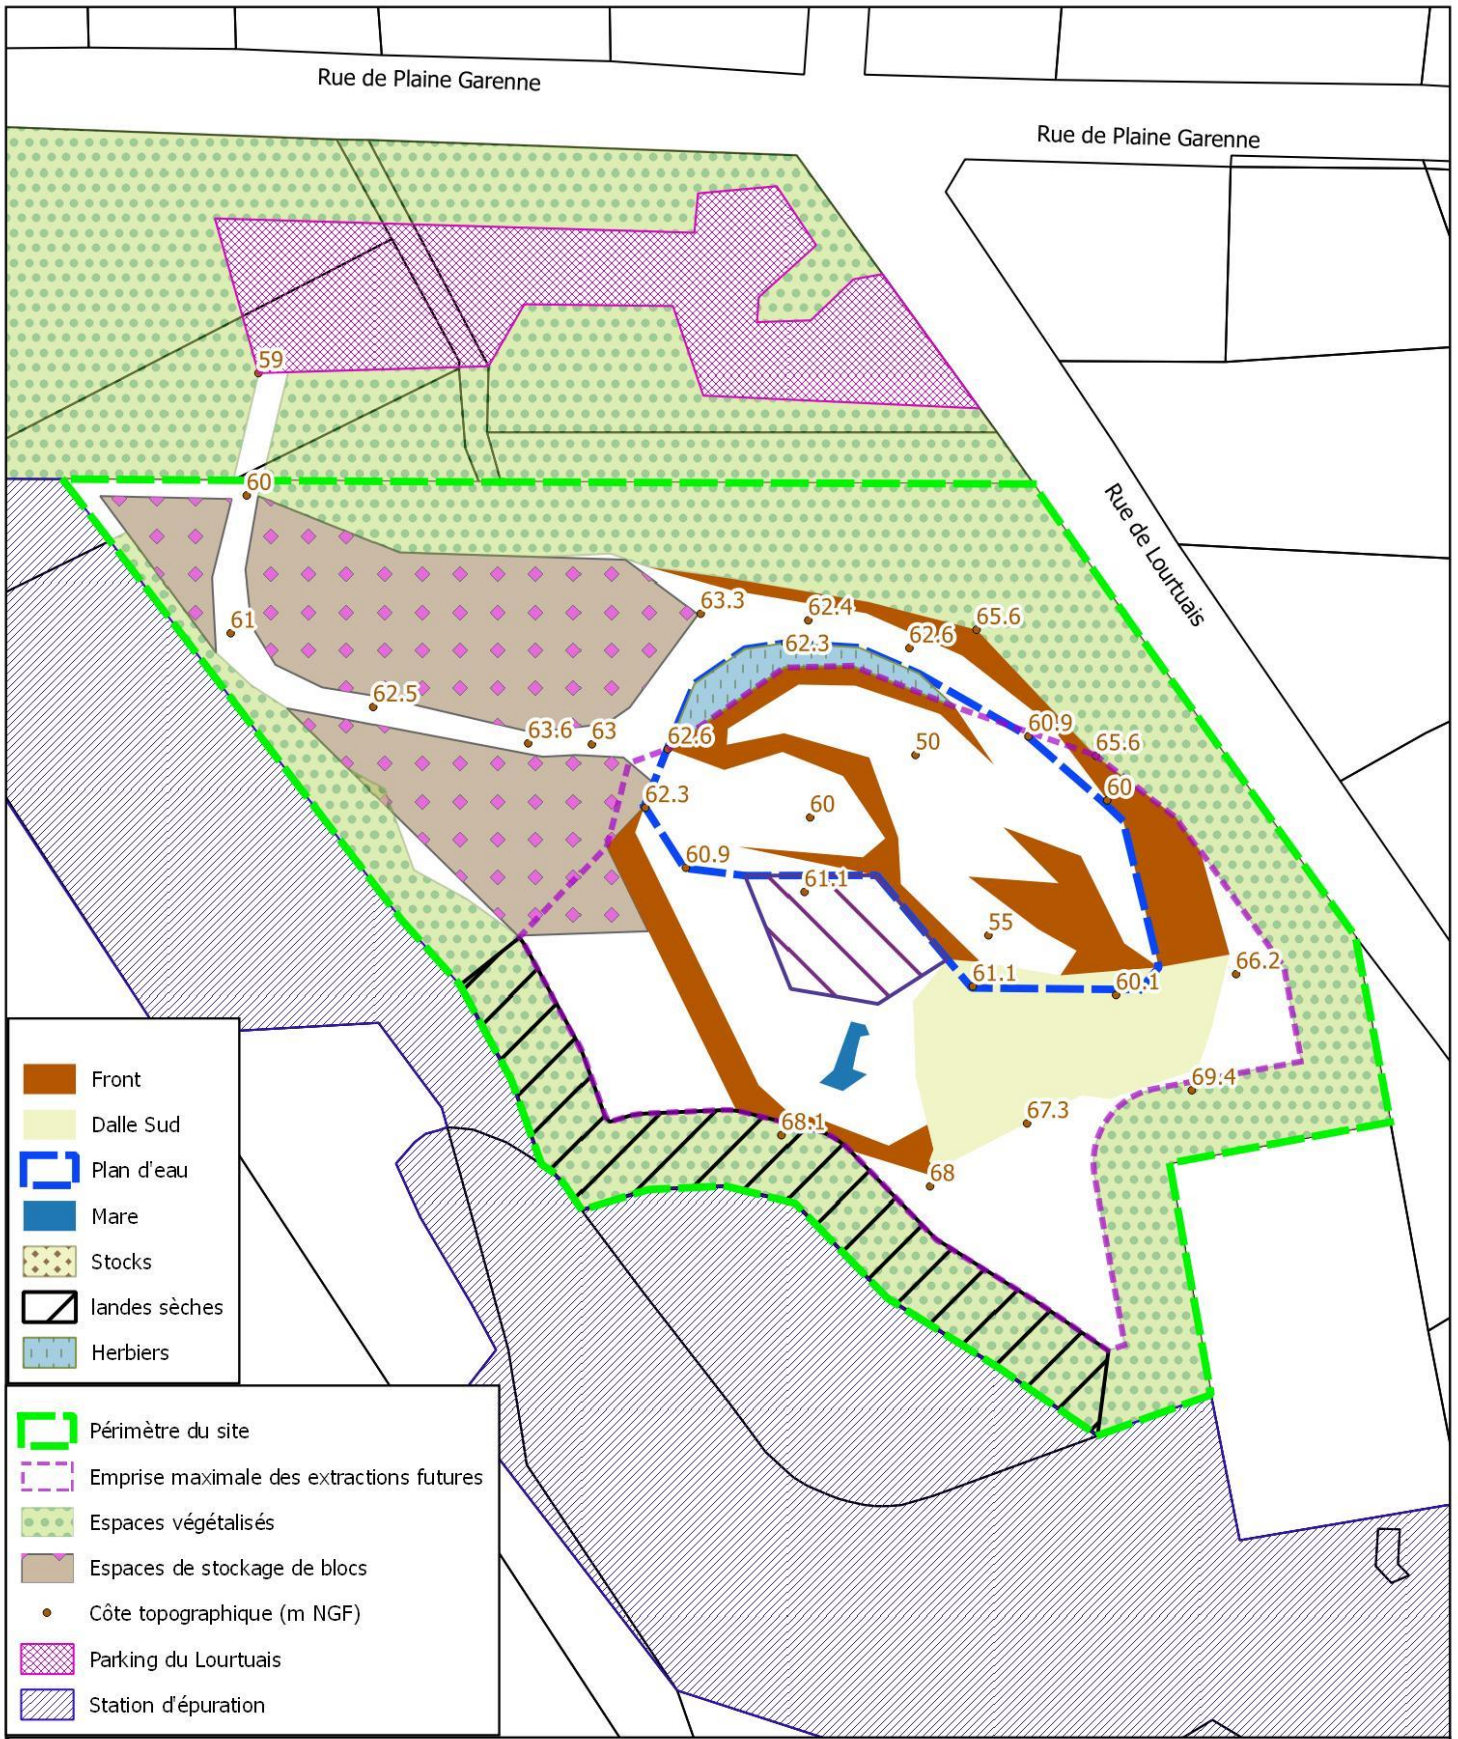 Rue de Plaine Garenne
Rue de Plaine Garenne
59
60
Rue de Lourtuais
63.3
62.4
65.6
61
62.6
62.3
62.5
60.9
63.6
63
62.6
50
65.6
60
62.3
60
60.9
61.1
55
66.2
61.1
60.1
69.4
67.3
68.1
68
Front
Dalle Sud
Plan d'eau
Mare
Stocks
landes sèches
Herbiers
Périmètre du site
Emprise maximale des extractions futures
Espaces végétalisés
Espaces de stockage de blocs
Côte topographique (m NGF)
Parking du Lourtuais
Station d'épuration